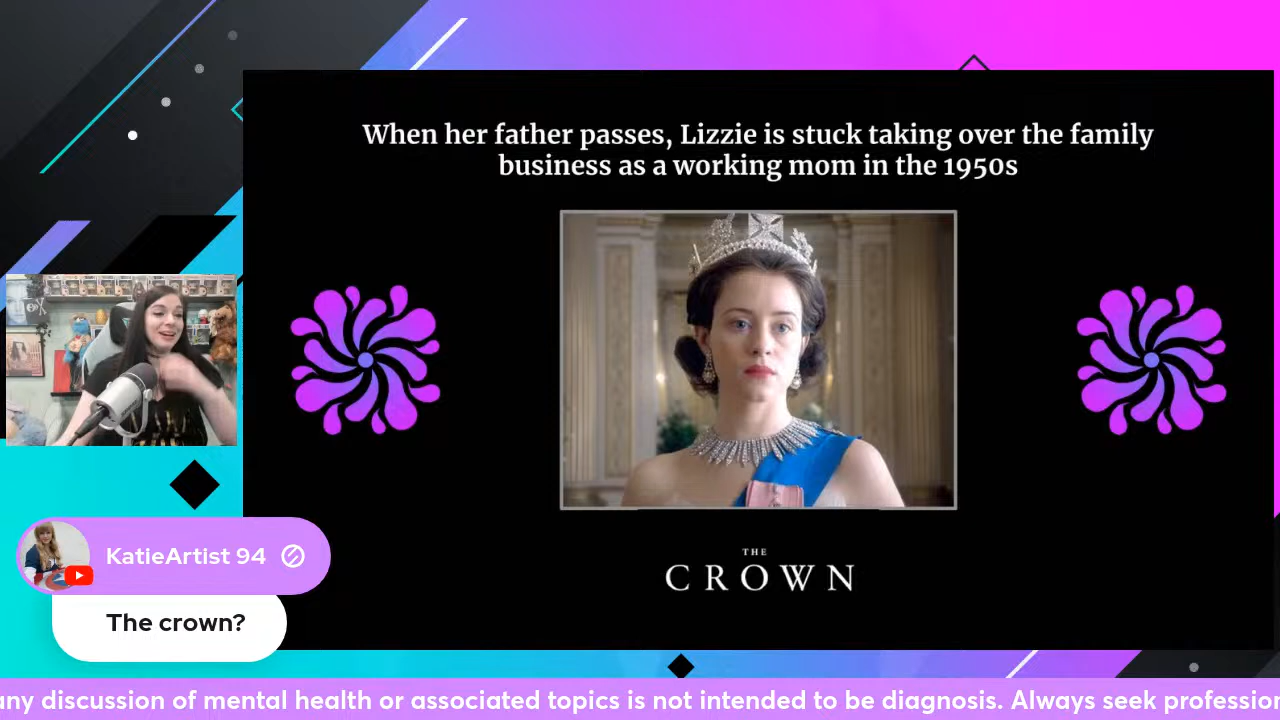 When her father passes, Lizzie is stuck taking over the family
business as a working mom in the 1950s
THE
CROWN
KatieArtist 94
The crown?
any discussion of mental health or associated topics is not intended to be diagnosis. Always seek profession